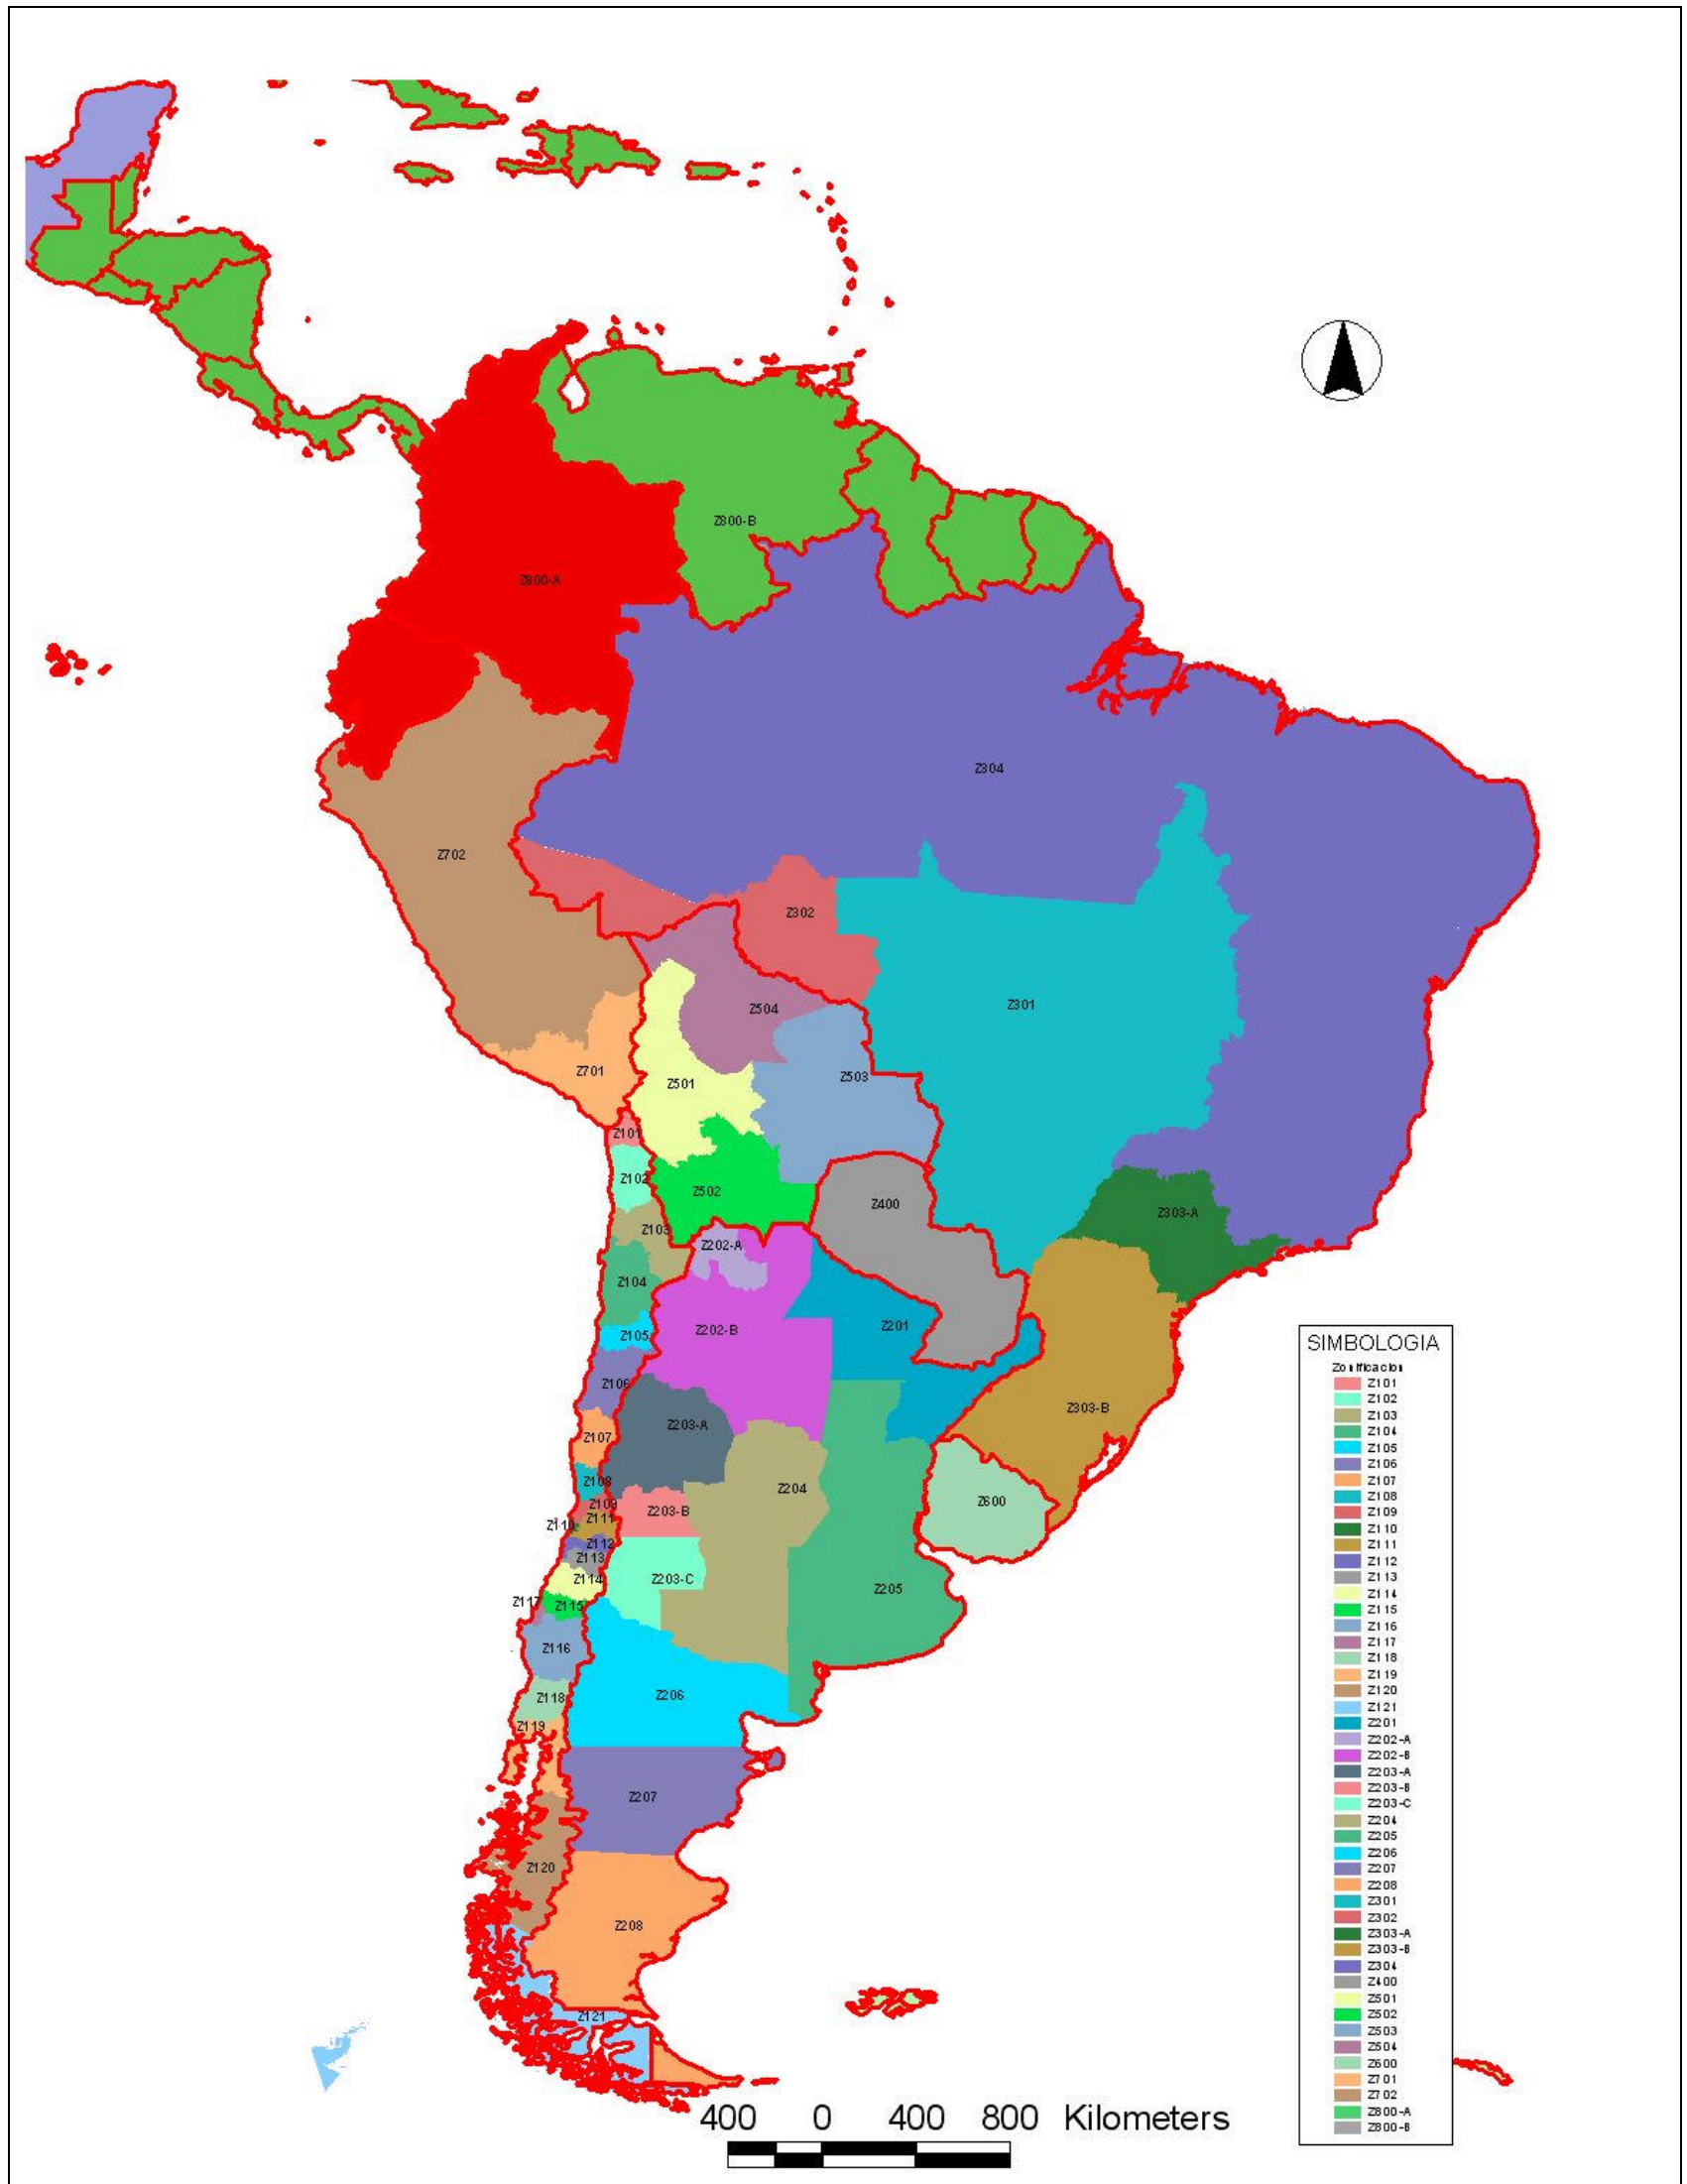 Z800-B
Z800-A
Z304
Z702
Z302
Z504
Z301
Z701
Z501
Z503
Z101
Z102
Z502
Z400
Z303-A
Z103
Z202-A
Z104
Z105
Z202-B
Z201
Z106
Z303-B
Z203-A
Z107
Z108
Z204
Z109
Z203-B
Z600
Z110
Z111
Z112
Z113
Z114
Z203-C
Z205
Z117
Z115
Z116
Z118
Z206
Z119
Z207
Z120
Z208
Z121
SIMBOLOGIA
Zonificacion
Z101
Z102
Z103
Z104
Z105
Z106
Z107
Z108
Z109
Z110
Z111
Z112
Z113
Z114
Z115
Z116
Z117
Z118
Z119
Z120
Z121
Z201
Z202-A
Z202-B
Z203-A
Z203-B
Z203-C
Z204
Z205
Z206
Z207
Z208
Z301
Z302
Z303-A
Z303-B
Z304
Z400
Z501
Z502
Z503
Z504
Z600
Z701
Z702
Z800-A
Z800-B
400 0 400 800 Kilometers